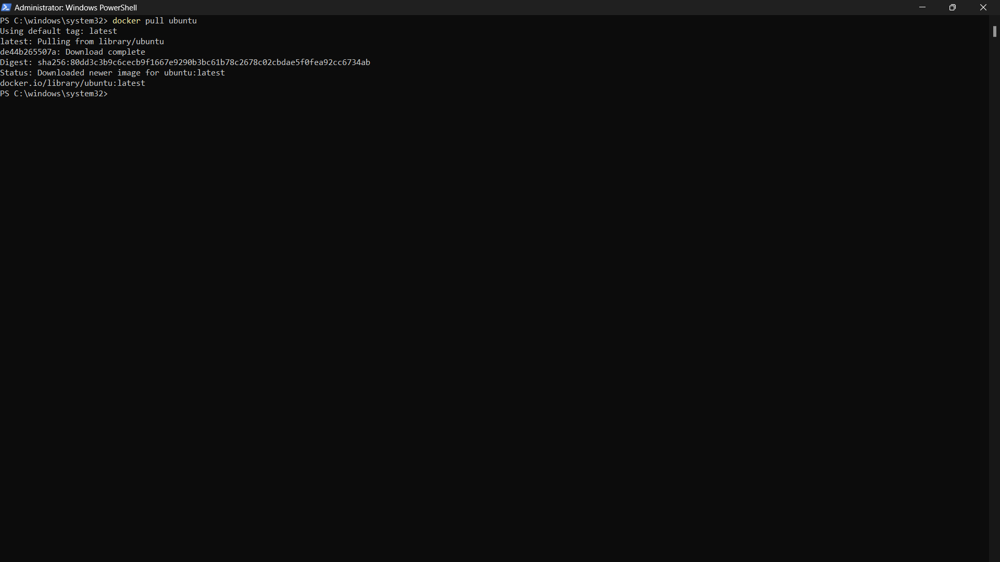 Administrator: Windows PowerShell
PS C:\windows\system32> docker pull ubuntu
Using default tag: latest
latest: Pulling from library/ubuntu
de44b265507a: Download complete
Digest: sha256:80dd3c3b9c6cecb9f1667e9290b3bc61b78c2678c02cbdae5f0fea92cc6734ab
Status: Downloaded newer image for ubuntu:latest
docker.io/library/ubuntu:latest
PS C:\windows\system32>